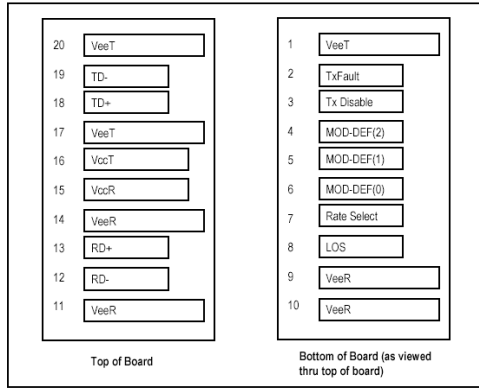 20 VeeT
19 TD-
18 TD+
17 VeeT
16 VccT
15 VccR
14 VeeR
13 RD+
12 RD-
11 VeeR
Top of Board
1 VeeT
2 TxFault
3 Tx Disable
4 MOD-DEF(2)
5 MOD-DEF(1)
6 MOD-DEF(0)
7 Rate Select
8 LOS
9 VeeR
10 VeeR
Bottom of Board (as viewed
thru top of board)